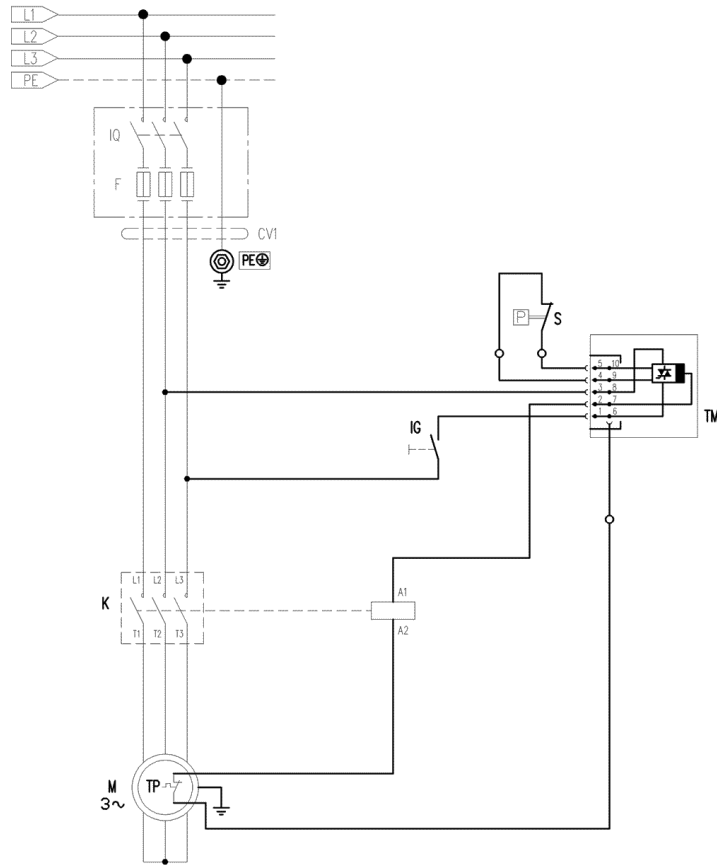 L1
L2
L3
PE
IQ
F
CV1
PE
P S
5 10
4 9
3 8
2 7
1 6
TM
IG
L1 L2 L3
K
A1
T1 T2 T3
A2
M
3~
TP